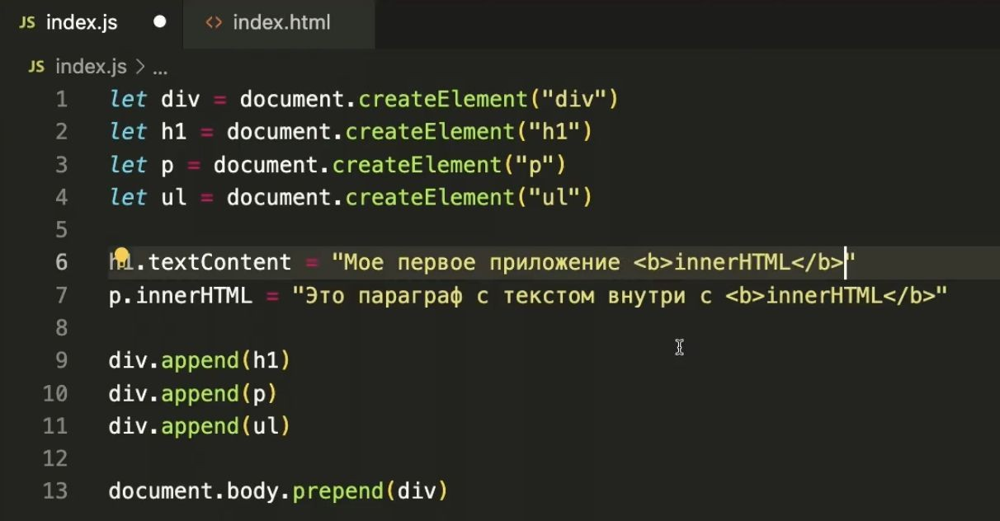 JS index.js ● <> index.html
JS index.js > ...
1 let div = document.createElement("div")
2 let h1 = document.createElement("h1")
3 let p = document.createElement("p")
4 let ul = document.createElement("ul")
5
6 h1.textContent = "Мое первое приложение <b>innerHTML</b>"
7 p.innerHTML = "Это параграф с текстом внутри с <b>innerHTML</b>"
8
9 div.append(h1)
10 div.append(p)
11 div.append(ul)
12
13 document.body.prepend(div)